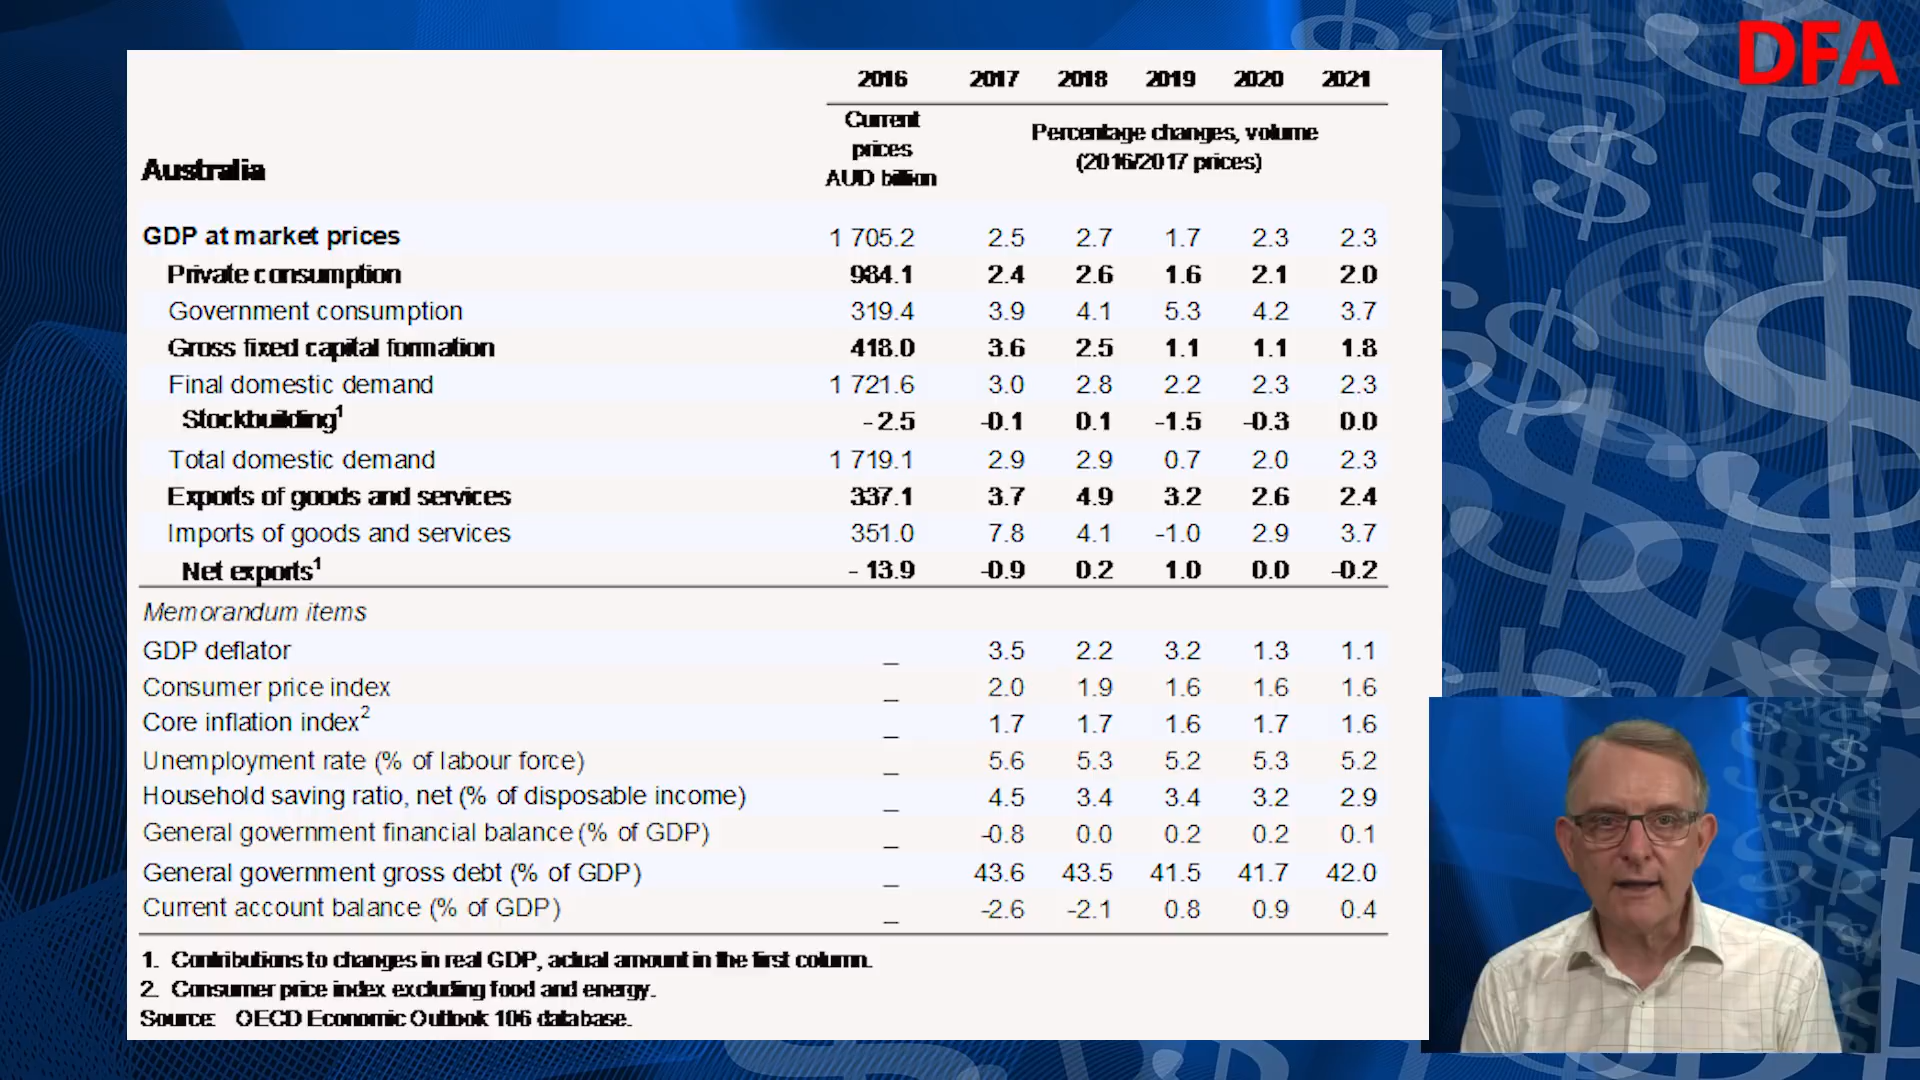 DFA
2016 2017 2018 2019 2020 2021
Current prices AUD billion
Percentage changes, volume (2016/2017 prices)
Australia
GDP at market prices 1 705.2 2.5 2.7 1.7 2.3 2.3
Private consumption 984.1 2.4 2.6 1.6 2.1 2.0
Government consumption 319.4 3.9 4.1 5.3 4.2 3.7
Gross fixed capital formation 418.0 3.6 2.5 1.1 1.1 1.8
Final domestic demand 1 721.6 3.0 2.8 2.2 2.3 2.3
Stockbuilding¹ - 2.5 -0.1 0.1 -1.5 -0.3 0.0
Total domestic demand 1 719.1 2.9 2.9 0.7 2.0 2.3
Exports of goods and services 337.1 3.7 4.9 3.2 2.6 2.4
Imports of goods and services 351.0 7.8 4.1 -1.0 2.9 3.7
Net exports¹ - 13.9 -0.9 0.2 1.0 0.0 -0.2
Memorandum items
GDP deflator _ 3.5 2.2 3.2 1.3 1.1
Consumer price index _ 2.0 1.9 1.6 1.6 1.6
Core inflation index² _ 1.7 1.7 1.6 1.7 1.6
Unemployment rate (% of labour force) _ 5.6 5.3 5.2 5.3 5.2
Household saving ratio, net (% of disposable income) _ 4.5 3.4 3.4 3.2 2.9
General government financial balance (% of GDP) _ -0.8 0.0 0.2 0.2 0.1
General government gross debt (% of GDP) _ 43.6 43.5 41.5 41.7 42.0
Current account balance (% of GDP) _ -2.6 -2.1 0.8 0.9 0.4
1. Contributions to changes in real GDP, actual amount in the first column.
2. Consumer price index excluding food and energy.
Source: OECD Economic Outlook 106 database.